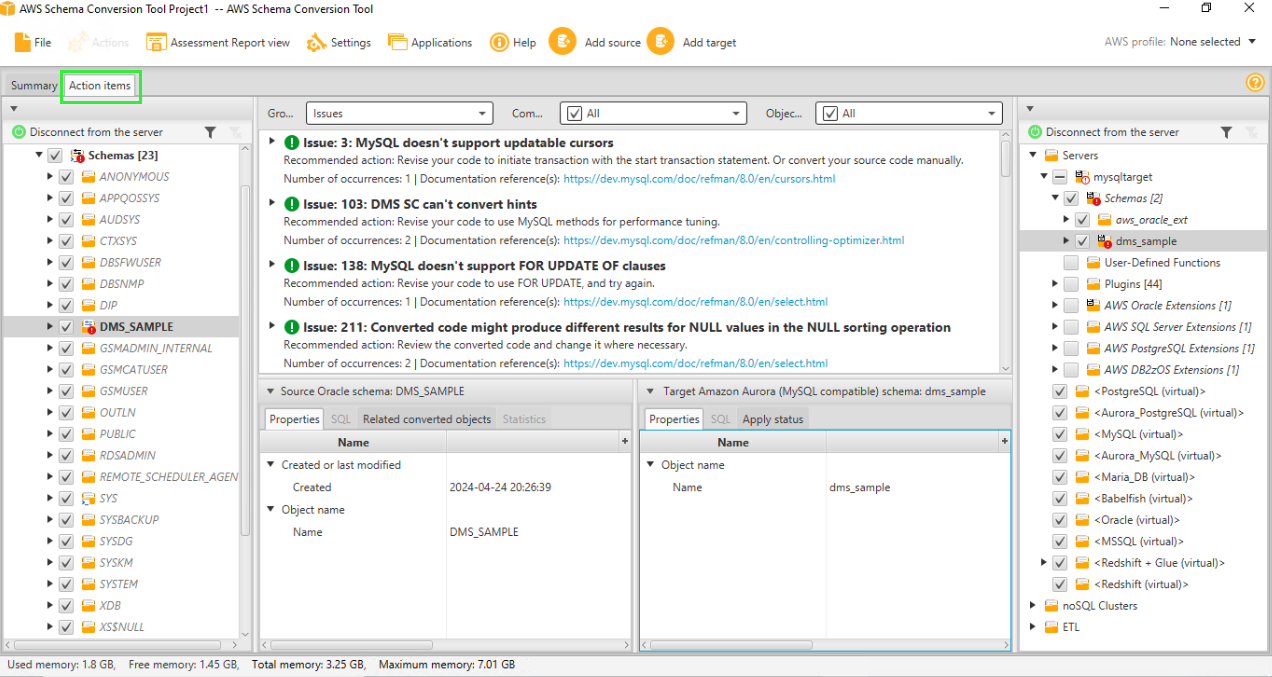 AWS Schema Conversion Tool Project1 -- AWS Schema Conversion Tool
File Actions Assessment Report view Settings Applications Help Add source Add target AWS profile: None selected
Summary Action items
Disconnect from the server
Schemas [23]
ANONYMOUS
APPQOSSYS
AUDSYS
CTXSYS
DBSFWUSER
DBSNMP
DIP
DMS_SAMPLE
GSMADMIN_INTERNAL
GSMCATUSER
GSMUSER
OUTLN
PUBLIC
RDSADMIN
REMOTE_SCHEDULER_AGEN
SYS
SYSBACKUP
SYSDG
SYSKM
SYSTEM
XDB
XS$NULL
Gro... Issues Com... All Objec... All
Issue: 3: MySQL doesn't support updatable cursors
Recommended action: Revise your code to initiate transaction with the start transaction statement. Or convert your source code manually.
Number of occurrences: 1 | Documentation reference(s): https://dev.mysql.com/doc/refman/8.0/en/cursors.html
Issue: 103: DMS SC can't convert hints
Recommended action: Revise your code to use MySQL methods for performance tuning.
Number of occurrences: 2 | Documentation reference(s): https://dev.mysql.com/doc/refman/8.0/en/controlling-optimizer.html
Issue: 138: MySQL doesn't support FOR UPDATE OF clauses
Recommended action: Revise your code to use FOR UPDATE, and try again.
Number of occurrences: 1 | Documentation reference(s): https://dev.mysql.com/doc/refman/8.0/en/select.html
Issue: 211: Converted code might produce different results for NULL values in the NULL sorting operation
Recommended action: Review the converted code and change it where necessary.
Number of occurrences: 2 | Documentation reference(s): https://dev.mysql.com/doc/refman/8.0/en/select.html
Source Oracle schema: DMS_SAMPLE
Properties SQL Related converted objects Statistics
Name
Created or last modified
Created 2024-04-24 20:26:39
Object name
Name DMS_SAMPLE
Target Amazon Aurora (MySQL compatible) schema: dms_sample
Properties SQL Apply status
Name
Object name
Name dms_sample
Disconnect from the server
Servers
mysqltarget
Schemas [2]
aws_oracle_ext
dms_sample
User-Defined Functions
Plugins [44]
AWS Oracle Extensions [1]
AWS SQL Server Extensions [1]
AWS PostgreSQL Extensions [1]
AWS DB2zOS Extensions [1]
<PostgreSQL (virtual)>
<Aurora_PostgreSQL (virtual)>
<MySQL (virtual)>
<Aurora_MySQL (virtual)>
<Maria_DB (virtual)>
<Babelfish (virtual)>
<Oracle (virtual)>
<MSSQL (virtual)>
<Redshift + Glue (virtual)>
<Redshift (virtual)>
noSQL Clusters
ETL
Used memory: 1.8 GB, Free memory: 1.45 GB, Total memory: 3.25 GB, Maximum memory: 7.01 GB